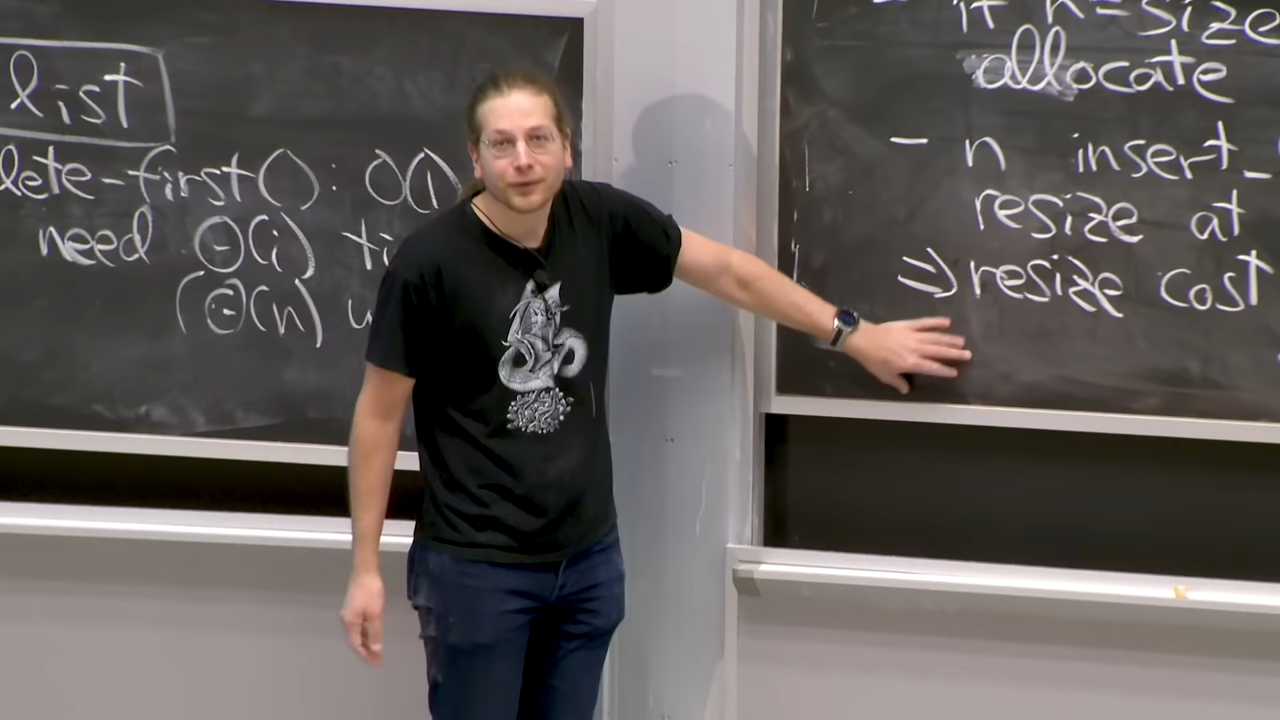 list
lete-first(): O(1)
need Θ(i) ti
(Θ(n) w
if n=size
allocate
- n insert_
resize at
⇒ resize cost